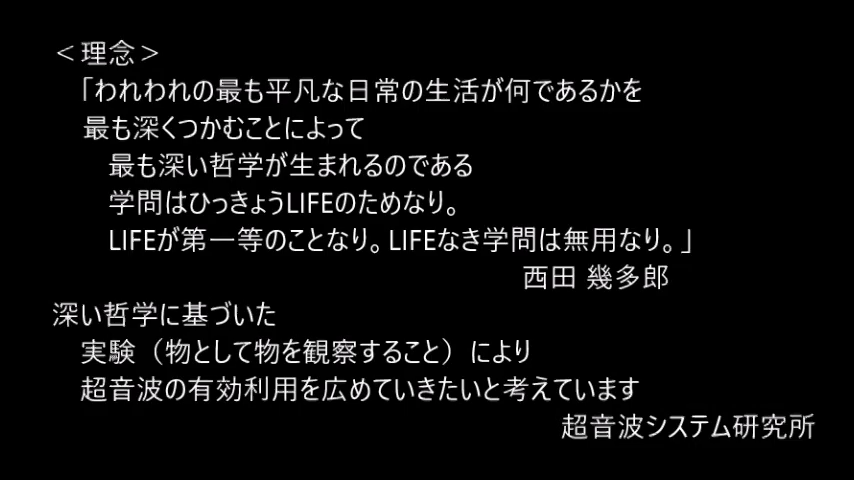 ＜理念＞
「われわれの最も平凡な日常の生活が何であるかを
最も深くつかむことによって
最も深い哲学が生まれるのである
学問はひっきょうLIFEのためなり。
LIFEが第一等のことなり。LIFEなき学問は無用なり。」
西田 幾多郎
深い哲学に基づいた
実験（物として物を観察すること）により
超音波の有効利用を広めていきたいと考えています
超音波システム研究所